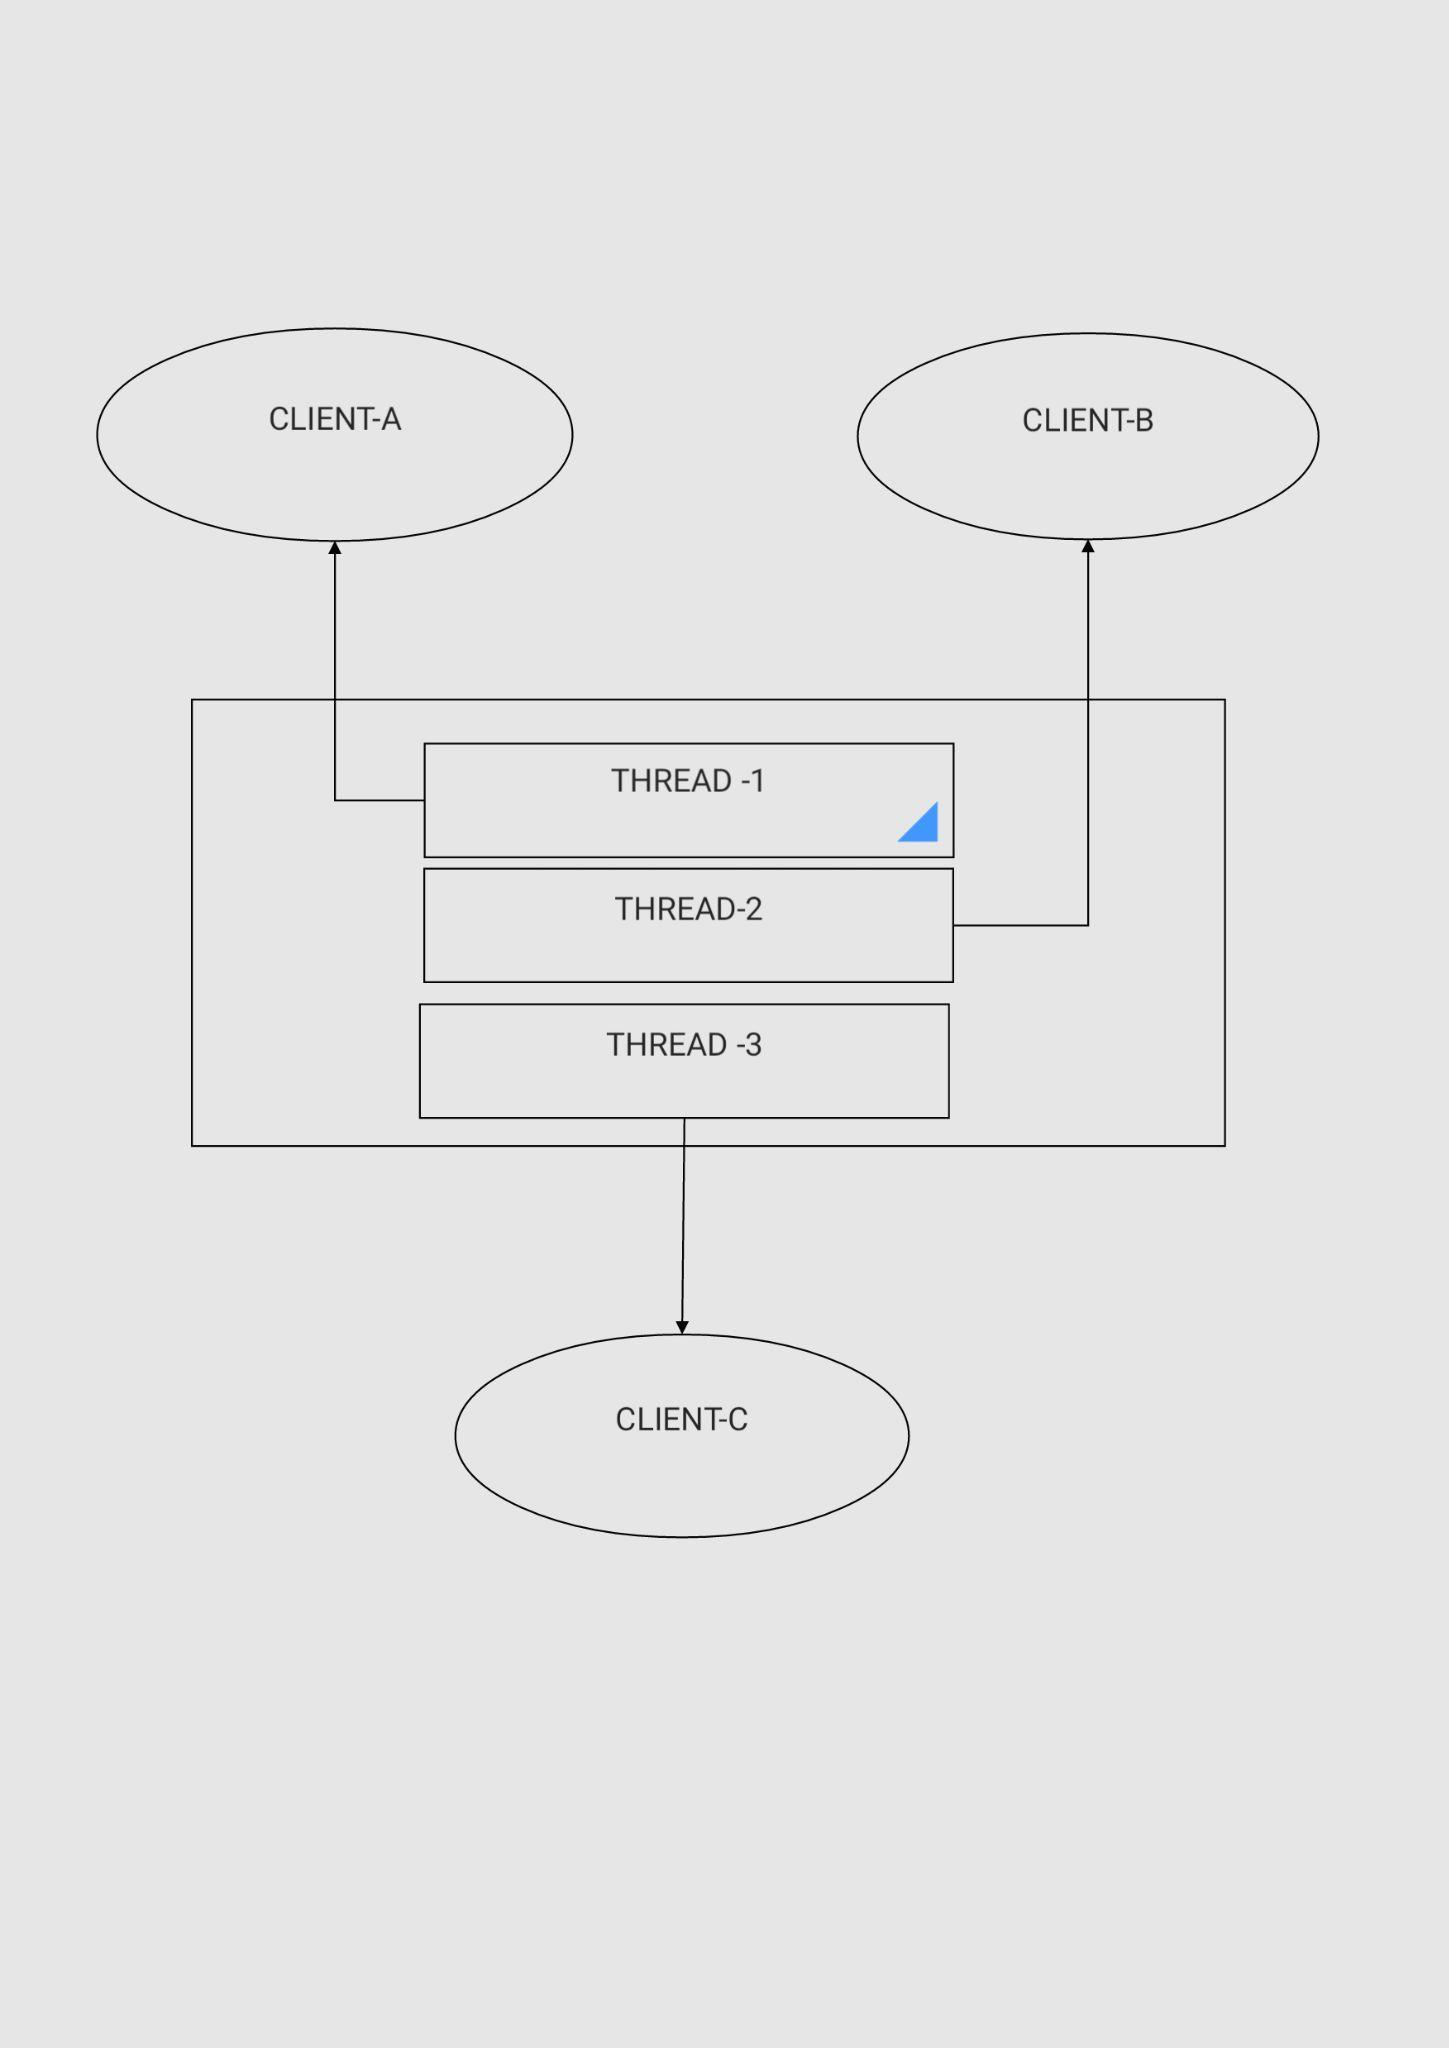 CLIENT-A
CLIENT-B
THREAD -1
THREAD-2
THREAD -3
CLIENT-C